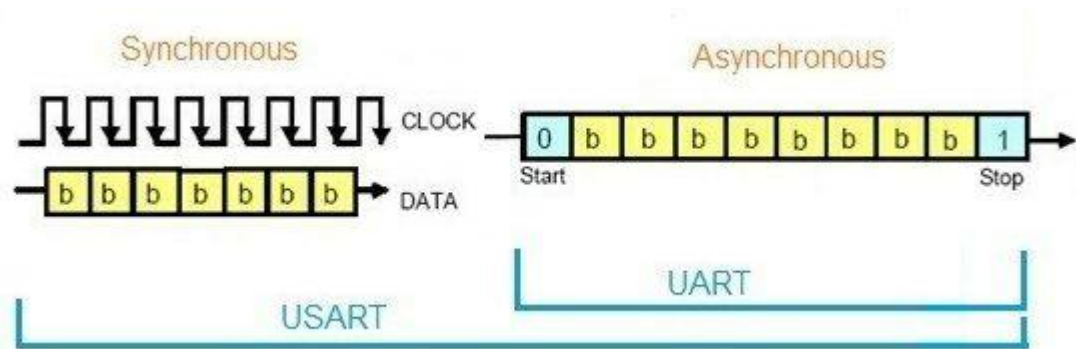 Synchronous
Asynchronous
CLOCK
0 b b b b b b b b 1
Start
Stop
b b b b b b b
DATA
UART
USART